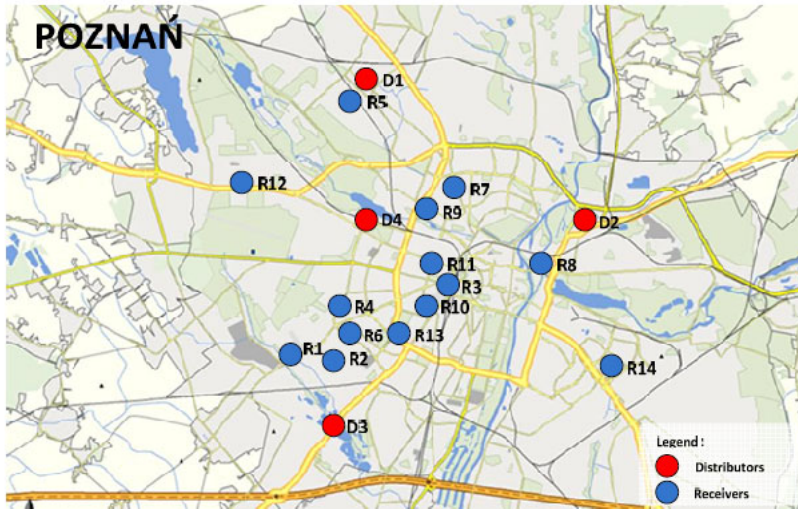 POZNAŃ
D1
R5
R12
R7
R9
D4
D2
R11
R8
R3
R4
R10
R6
R13
R1
R2
R14
D3
Legend :
Distributors
Receivers